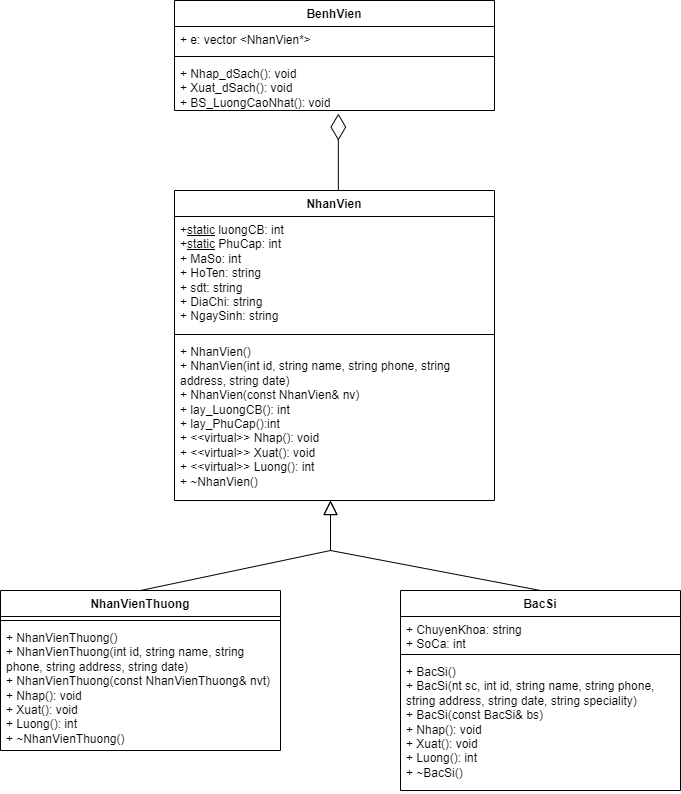 BenhVien
+ e: vector <NhanVien*>
+ Nhap_dSach(): void
+ Xuat_dSach(): void
+ BS_LuongCaoNhat(): void
NhanVien
+static luongCB: int
+static PhuCap: int
+ MaSo: int
+ HoTen: string
+ sdt: string
+ DiaChi: string
+ NgaySinh: string
+ NhanVien()
+ NhanVien(int id, string name, string phone, string
address, string date)
+ NhanVien(const NhanVien& nv)
+ lay_LuongCB(): int
+ lay_PhuCap():int
+ <<virtual>> Nhap(): void
+ <<virtual>> Xuat(): void
+ <<virtual>> Luong(): int
+ ~NhanVien()
NhanVienThuong
+ NhanVienThuong()
+ NhanVienThuong(int id, string name, string
phone, string address, string date)
+ NhanVienThuong(const NhanVienThuong& nvt)
+ Nhap(): void
+ Xuat(): void
+ Luong(): int
+ ~NhanVienThuong()
BacSi
+ ChuyenKhoa: string
+ SoCa: int
+ BacSi()
+ BacSi(nt sc, int id, string name, string phone,
string address, string date, string speciality)
+ BacSi(const BacSi& bs)
+ Nhap(): void
+ Xuat(): void
+ Luong(): int
+ ~BacSi()